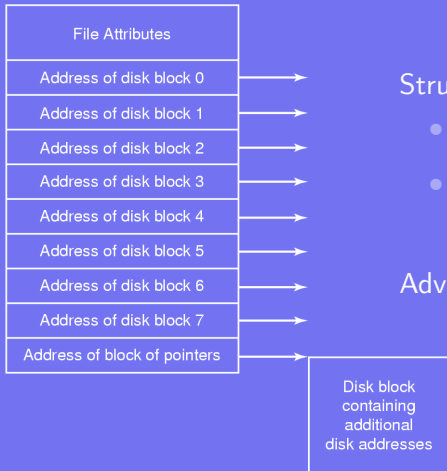 File Attributes
Address of disk block 0
Address of disk block 1
Address of disk block 2
Address of disk block 3
Address of disk block 4
Address of disk block 5
Address of disk block 6
Address of disk block 7
Address of block of pointers
Disk block
containing
additional
disk addresses
Stru
Adv